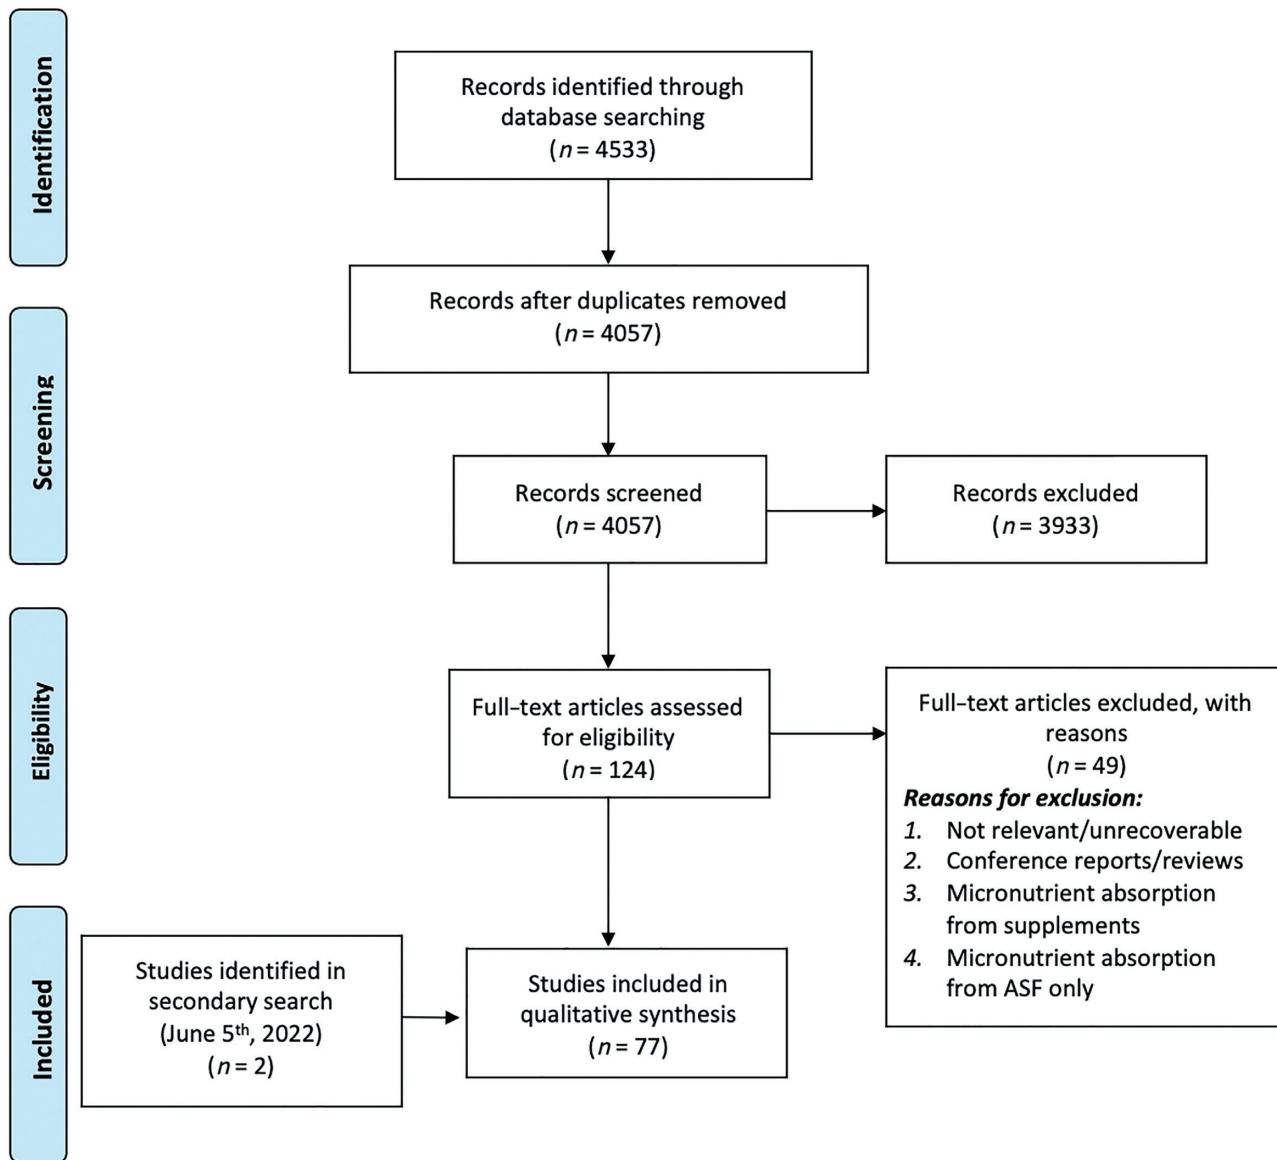 Identification
Records identified through
database searching
(n = 4533)
Records after duplicates removed
(n = 4057)
Screening
Records screened
(n = 4057)
Records excluded
(n = 3933)
Eligibility
Full-text articles assessed
for eligibility
(n = 124)
Full-text articles excluded, with
reasons
(n = 49)
Reasons for exclusion:
1. Not relevant/unrecoverable
2. Conference reports/reviews
3. Micronutrient absorption
from supplements
4. Micronutrient absorption
from ASF only
Included
Studies identified in
secondary search
(June 5th, 2022)
(n = 2)
Studies included in
qualitative synthesis
(n = 77)